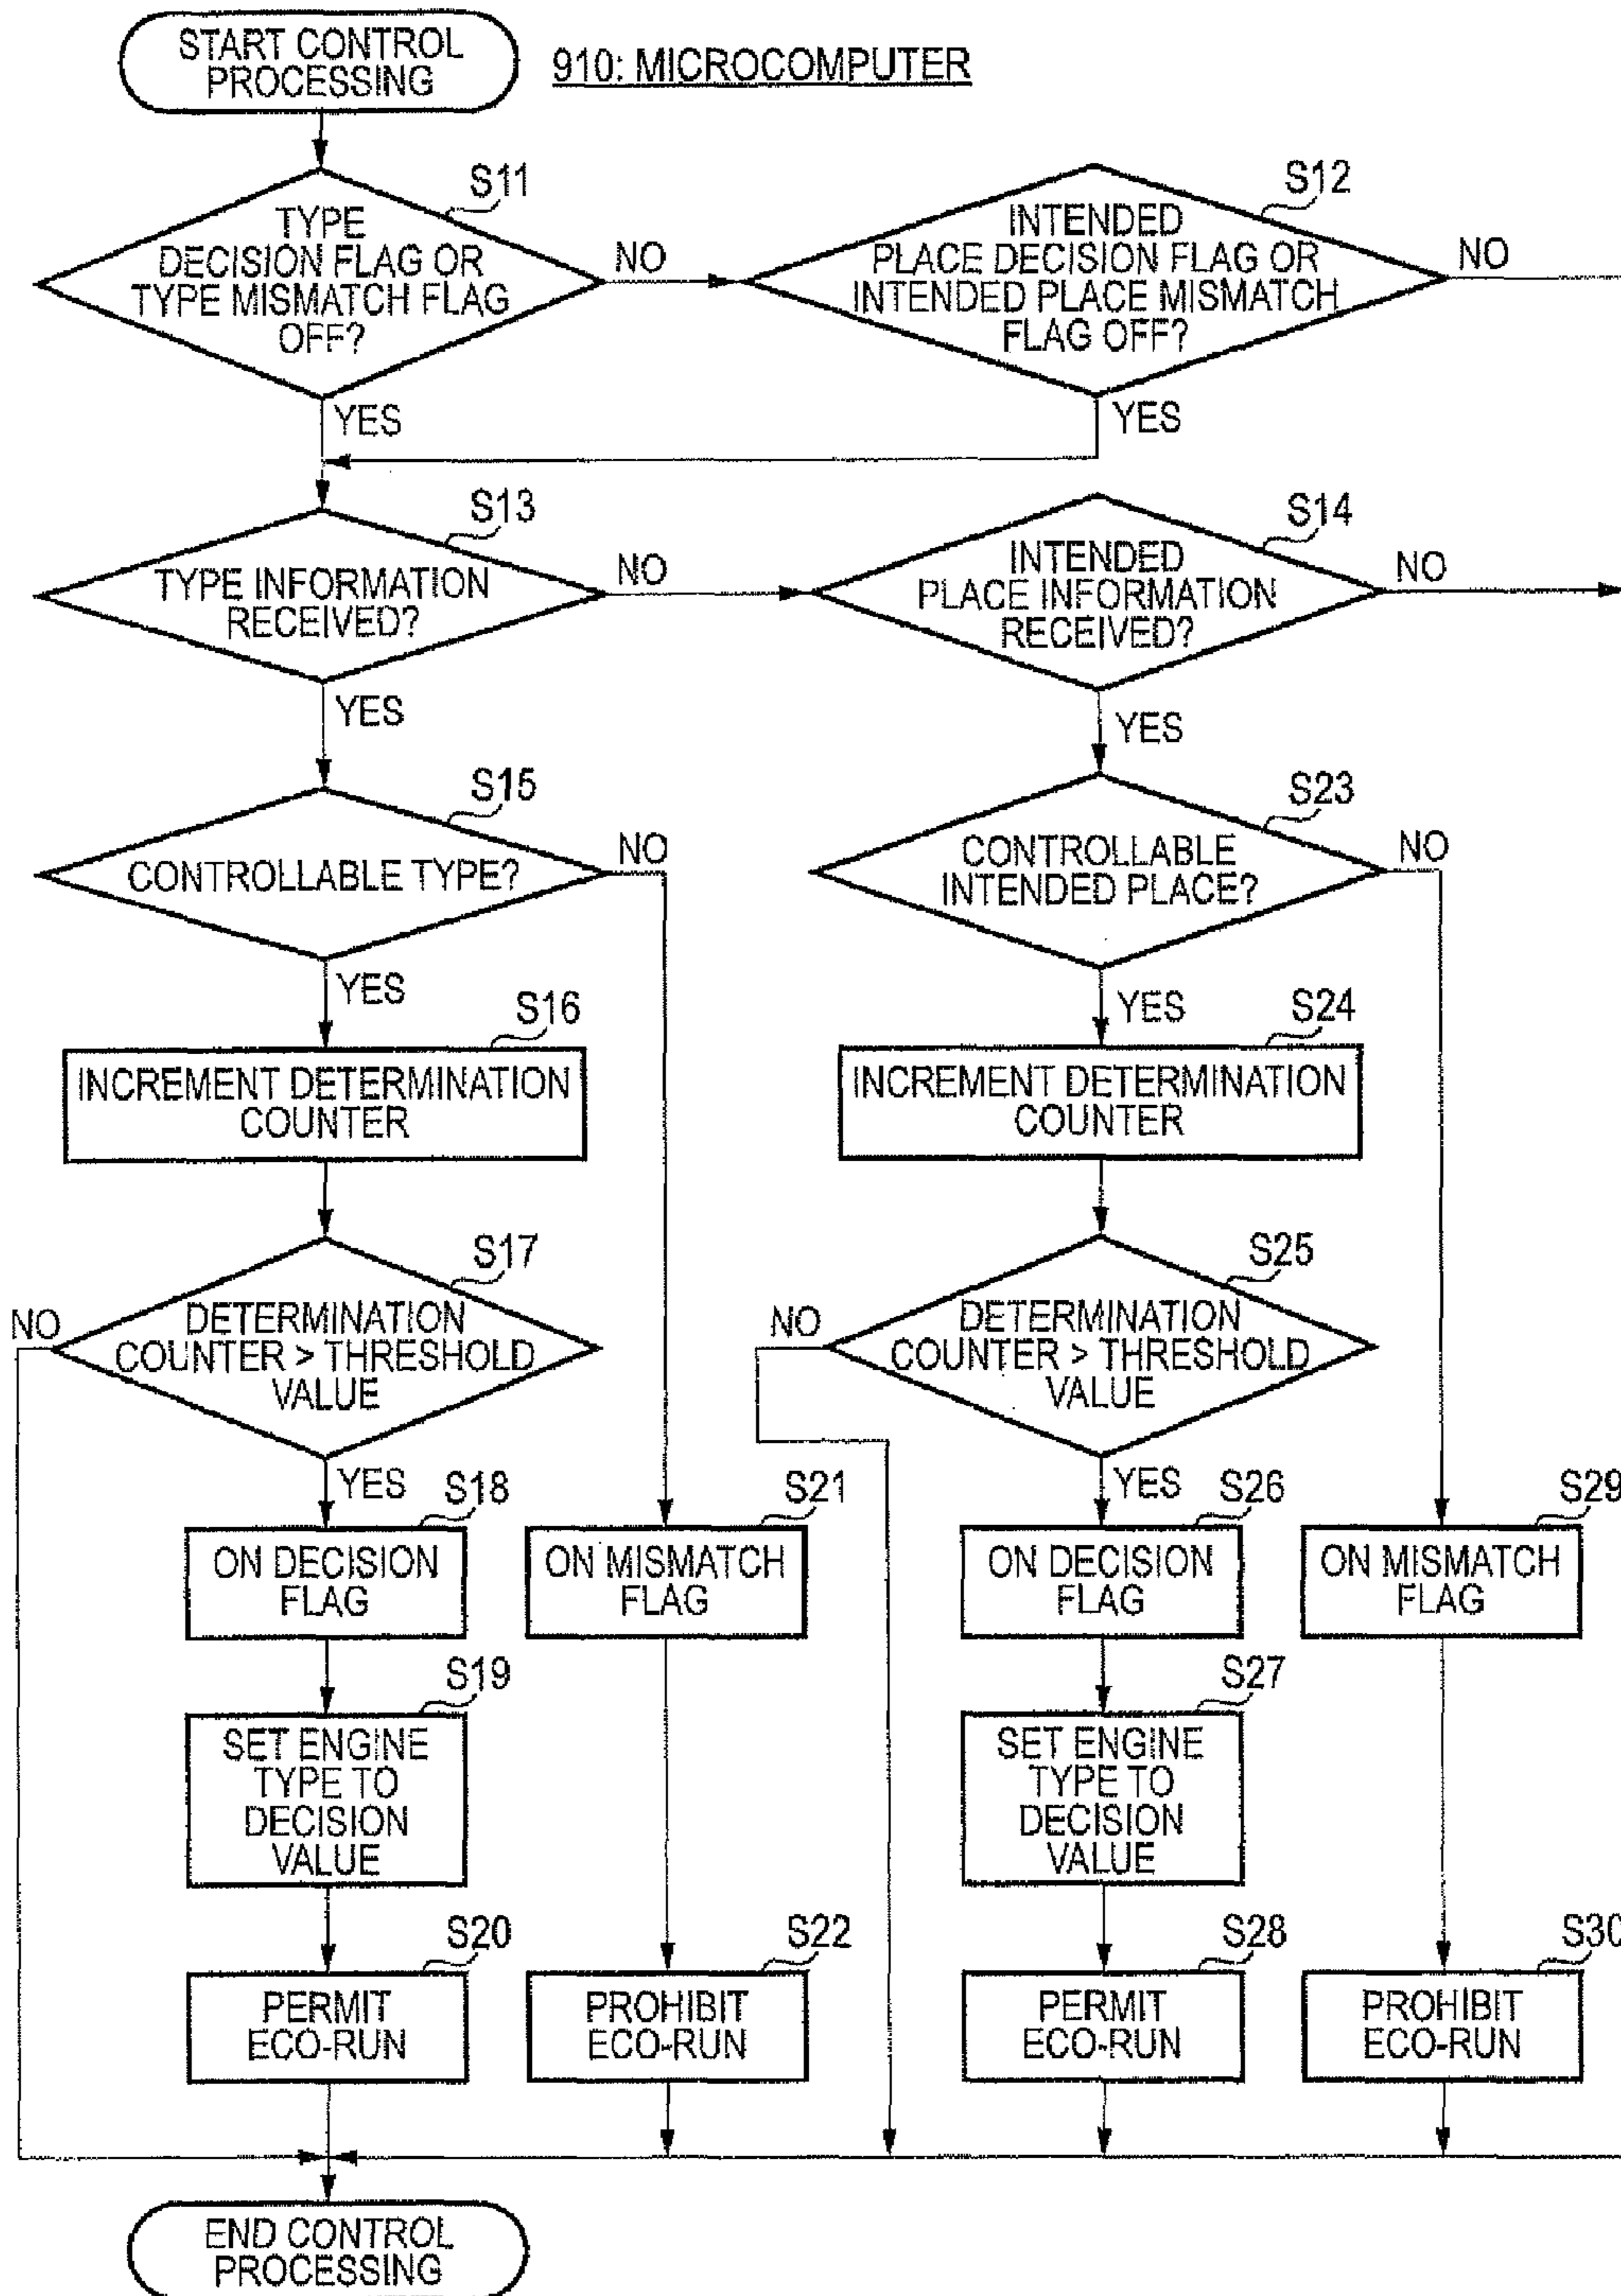 START CONTROL
PROCESSING
910: MICROCOMPUTER
S11
TYPE
DECISION FLAG OR
TYPE MISMATCH FLAG
OFF?
NO
YES
S12
INTENDED
PLACE DECISION FLAG OR
INTENDED PLACE MISMATCH
FLAG OFF?
NO
YES
S13
TYPE INFORMATION
RECEIVED?
NO
YES
S14
INTENDED
PLACE INFORMATION
RECEIVED?
NO
YES
S15
CONTROLLABLE TYPE?
NO
YES
S23
CONTROLLABLE
INTENDED PLACE?
NO
YES
S16
INCREMENT DETERMINATION
COUNTER
S24
INCREMENT DETERMINATION
COUNTER
S17
NO
DETERMINATION
COUNTER > THRESHOLD
VALUE
YES
S25
NO
DETERMINATION
COUNTER > THRESHOLD
VALUE
YES
S18
ON DECISION
FLAG
S21
ON MISMATCH
FLAG
S26
ON DECISION
FLAG
S29
ON MISMATCH
FLAG
S19
SET ENGINE
TYPE TO
DECISION
VALUE
S27
SET ENGINE
TYPE TO
DECISION
VALUE
S20
PERMIT
ECO-RUN
S22
PROHIBIT
ECO-RUN
S28
PERMIT
ECO-RUN
S30
PROHIBIT
ECO-RUN
END CONTROL
PROCESSING